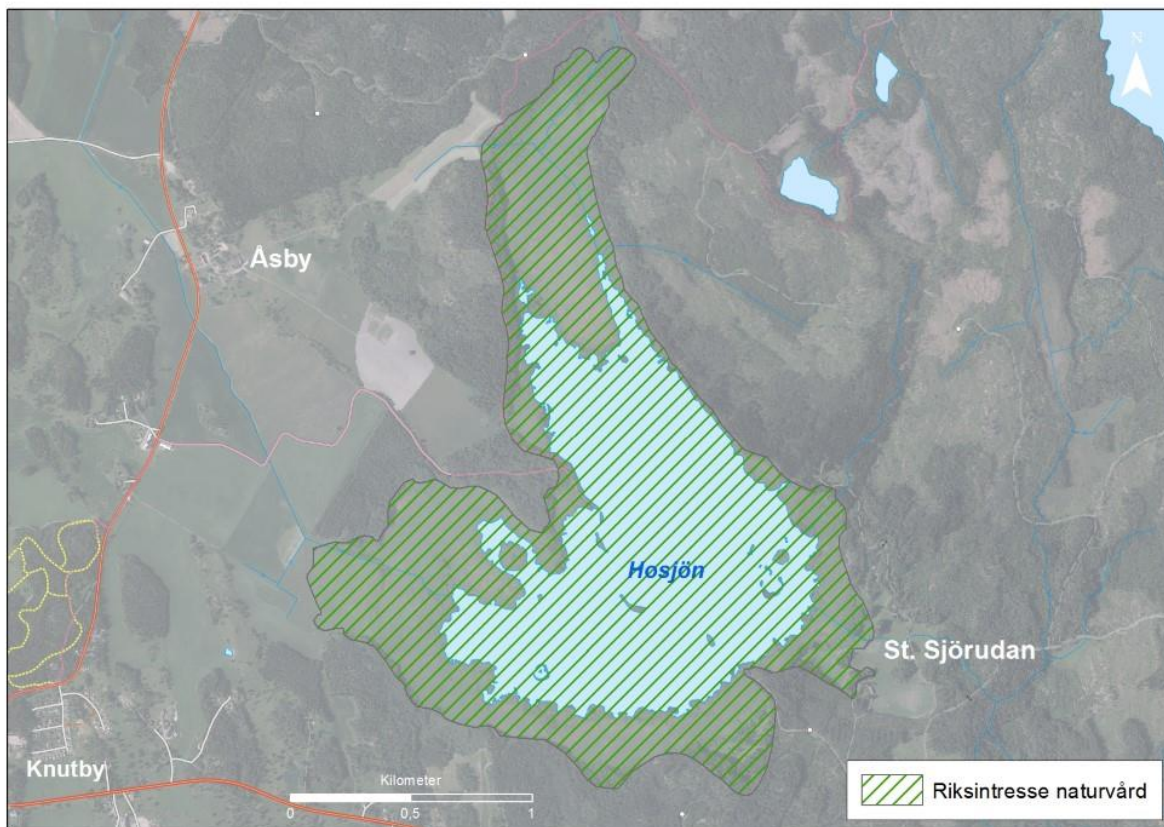 N
Åsby
Høsjön
St. Sjörudan
Knutby
Kilometer
0 0,5 1
Riksintresse naturvård